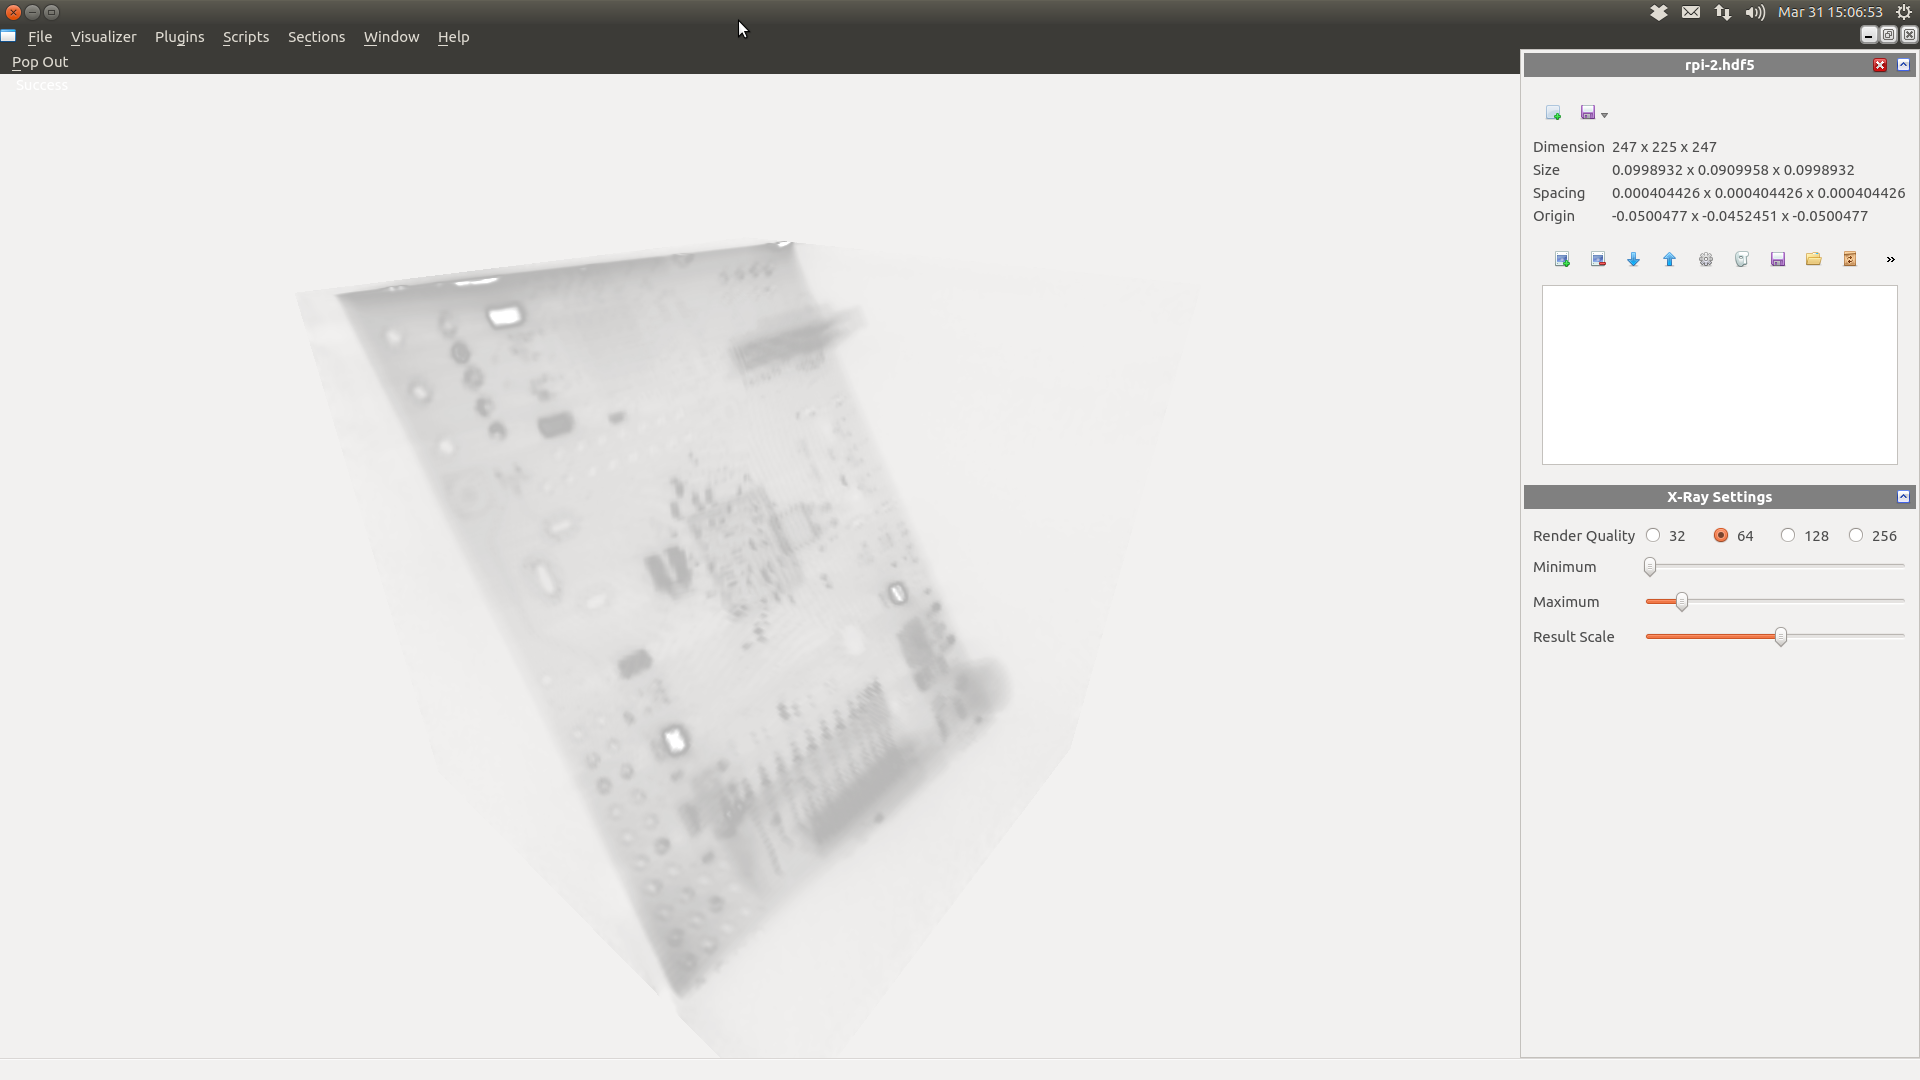 Mar 31 15:06:53
File Visualizer Plugins Scripts Sections Window Help
Pop Out
Success
rpi-2.hdf5
Dimension 247 x 225 x 247
Size 0.0998932 x 0.0909958 x 0.0998932
Spacing 0.000404426 x 0.000404426 x 0.000404426
Origin -0.0500477 x -0.0452451 x -0.0500477
»
X-Ray Settings
Render Quality 32 64 128 256
Minimum
Maximum
Result Scale